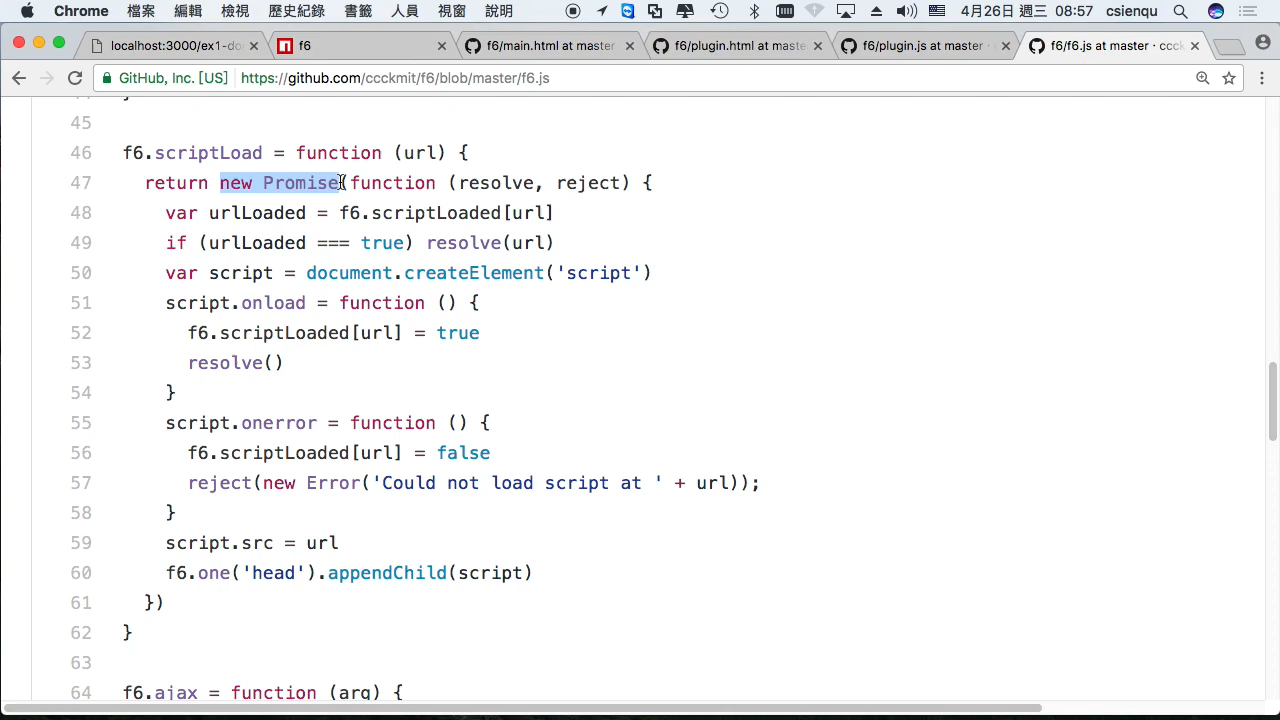 Chrome 檔案 編輯 檢視 歷史紀錄 書籤 人員 視窗 說明 4月26日 週三 08:57 csienqu
localhost:3000/ex1-do f6 f6/main.html at master f6/plugin.html at maste f6/plugin.js at master · c f6/f6.js at master · ccck
GitHub, Inc. [US] https://github.com/ccckmit/f6/blob/master/f6.js
45
46 f6.scriptLoad = function (url) {
47 return new Promise(function (resolve, reject) {
48 var urlLoaded = f6.scriptLoaded[url]
49 if (urlLoaded === true) resolve(url)
50 var script = document.createElement('script')
51 script.onload = function () {
52 f6.scriptLoaded[url] = true
53 resolve()
54 }
55 script.onerror = function () {
56 f6.scriptLoaded[url] = false
57 reject(new Error('Could not load script at ' + url));
58 }
59 script.src = url
60 f6.one('head').appendChild(script)
61 })
62 }
63
64 f6.ajax = function (arg) {